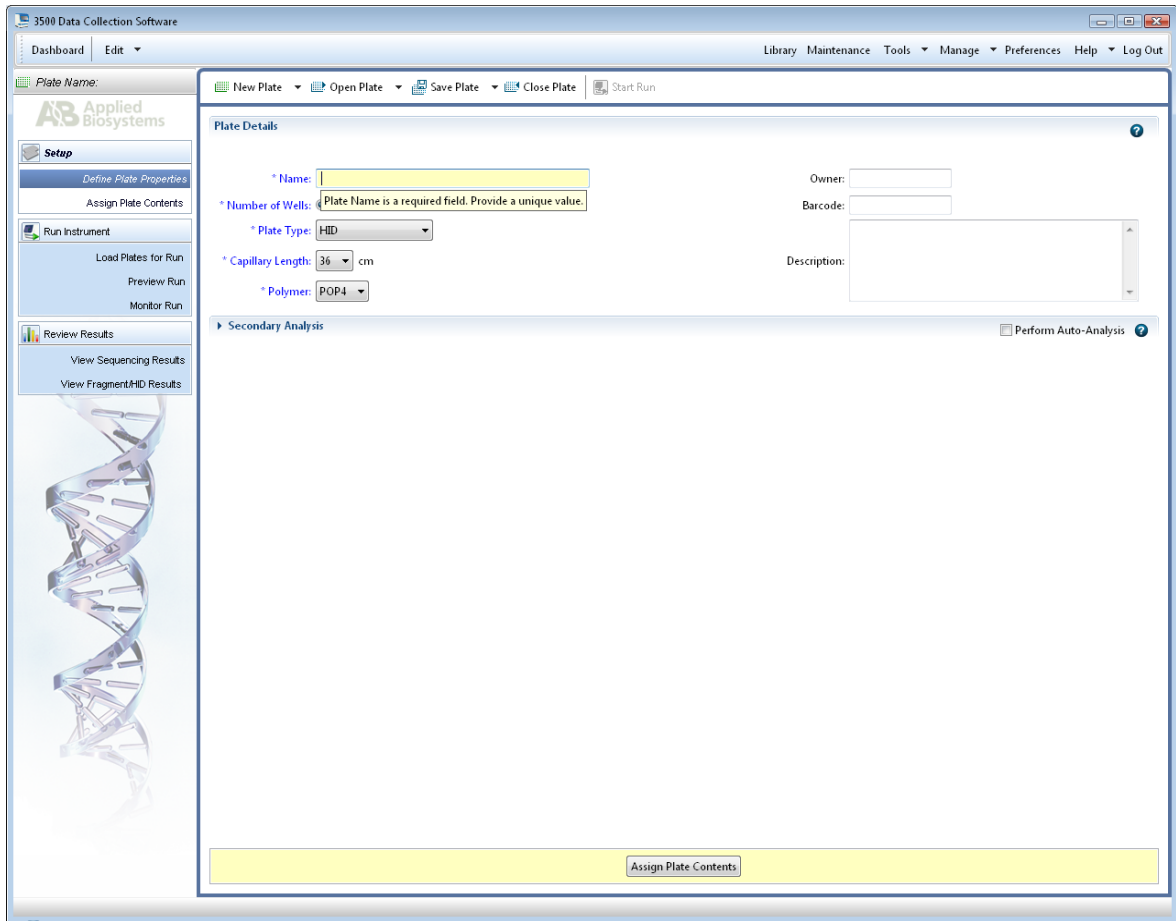 3500 Data Collection Software
Dashboard Edit Library Maintenance Tools Manage Preferences Help Log Out
Plate Name:
New Plate Open Plate Save Plate Close Plate Start Run
AB Applied Biosystems
Plate Details
Setup
Define Plate Properties
Assign Plate Contents
Run Instrument
Load Plates for Run
Preview Run
Monitor Run
Review Results
View Sequencing Results
View Fragment/HID Results
* Name: Owner:
* Number of Wells: Plate Name is a required field. Provide a unique value. Barcode:
* Plate Type: HID
* Capillary Length: 36 cm Description:
* Polymer: POP4
Secondary Analysis Perform Auto-Analysis
Assign Plate Contents